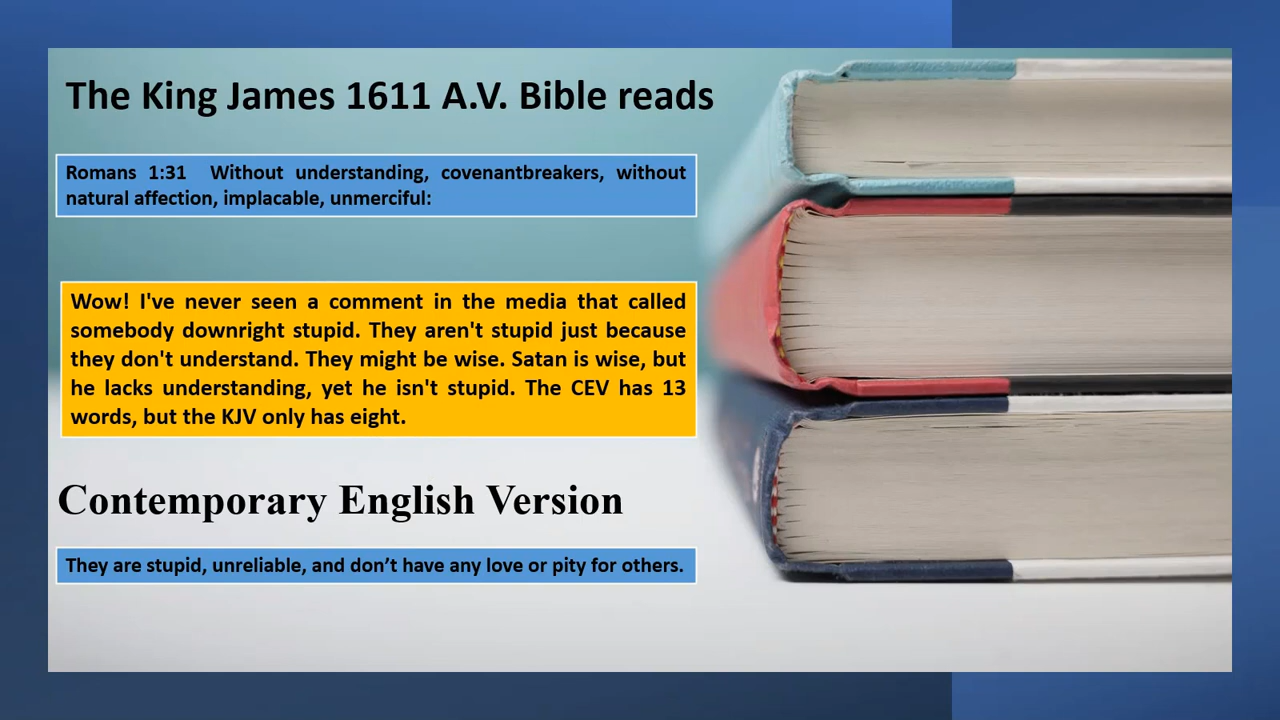 The King James 1611 A.V. Bible reads
Romans 1:31 Without understanding, covenantbreakers, without
natural affection, implacable, unmerciful:
Wow! I've never seen a comment in the media that called
somebody downright stupid. They aren't stupid just because
they don't understand. They might be wise. Satan is wise, but
he lacks understanding, yet he isn't stupid. The CEV has 13
words, but the KJV only has eight.
Contemporary English Version
They are stupid, unreliable, and don’t have any love or pity for others.